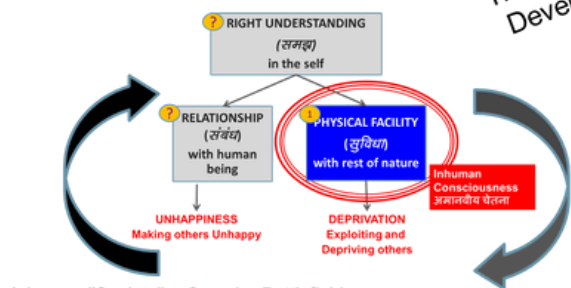 Deve
?
RIGHT UNDERSTANDING
(समझ)
in the self
?
RELATIONSHIP
(संबंध)
with human
being
1
PHYSICAL FACILITY
(सुविधा)
with rest of nature
Inhuman
Consciousness
अमानवीय चेतना
UNHAPPINESS
Making others Unhappy
DEPRIVATION
Exploiting and
Depriving others